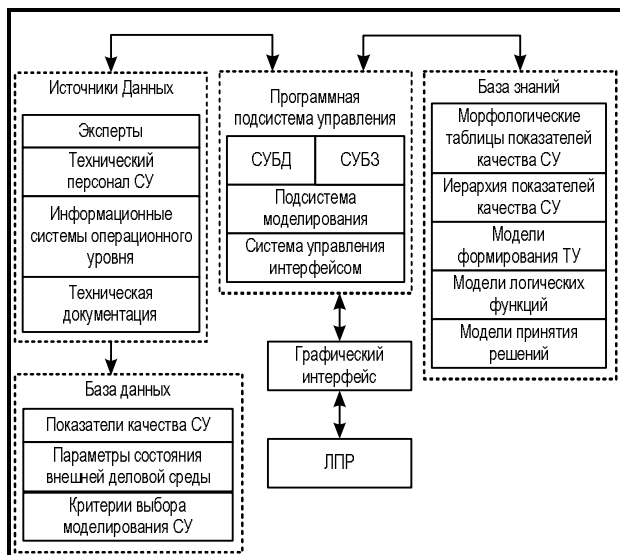 Источники Данных
Эксперты
Технический
персонал СУ
Информационные
системы операционного
уровня
Техническая
документация
База данных
Показатели качества СУ
Параметры состояния
внешней деловой среды
Критерии выбора
моделирования СУ
Программная
подсистема управления
СУБД
СУБЗ
Подсистема
моделирования
Система управления
интерфейсом
Графический
интерфейс
ЛПР
База знаний
Морфологические
таблицы показателей
качества СУ
Иерархия показателей
качества СУ
Модели
формирования ТУ
Модели логических
функций
Модели принятия
решений